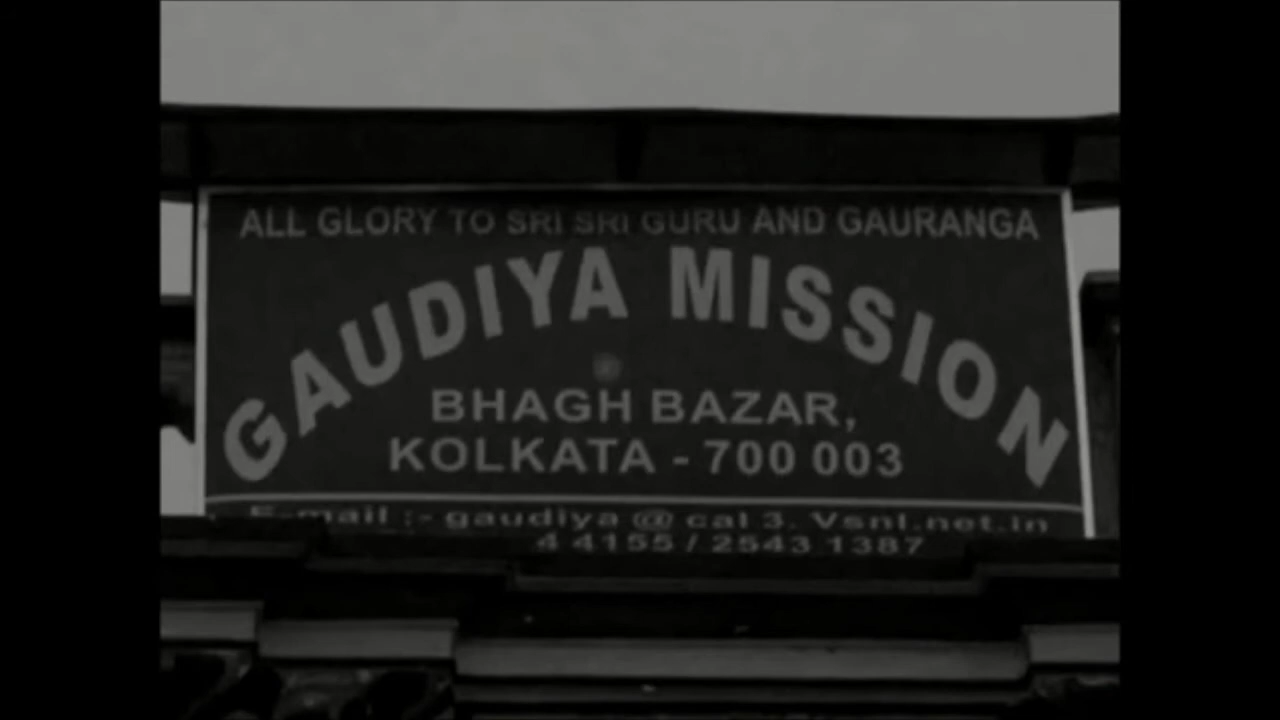 ALL GLORY TO SRI SRI GURU AND GAURANGA
GAUDIYA MISSION
BHAGH BAZAR,
KOLKATA - 700 003
E-mail :- gaudiya @ cal 3. Vsnl.net.in
4 4155 / 2543 1387